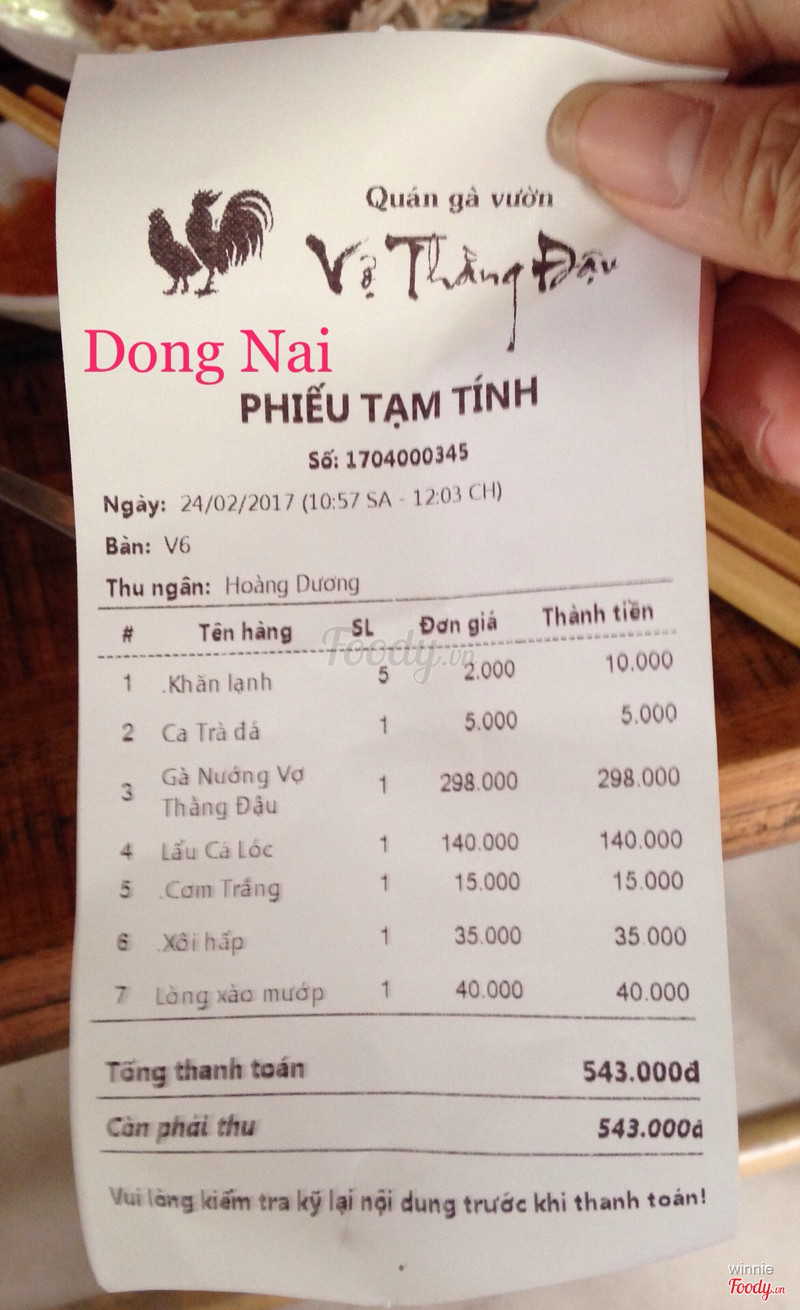 Quán gà vườn
Vợ Thằng Đậu
Dong Nai
PHIẾU TẠM TÍNH
Số: 1704000345
Ngày: 24/02/2017 (10:57 SA - 12:03 CH)
Bàn: V6
Thu ngân: Hoàng Dương
# Tên hàng SL Đơn giá Thành tiền
Foody.vn
1 .Khăn lạnh 5 2.000 10.000
2 Ca Trà đá 1 5.000 5.000
3 Gà Nướng Vợ 1 298.000 298.000
Thằng Đậu
4 Lẩu Cá Lóc 1 140.000 140.000
5 .Cơm Trắng 1 15.000 15.000
6 .Xôi hấp 1 35.000 35.000
7 Lòng xào mướp 1 40.000 40.000
Tổng thanh toán 543.000đ
Cần phải thu 543.000đ
Vui lòng kiểm tra kỹ lại nội dung trước khi thanh toán!
winnie
Foody.vn